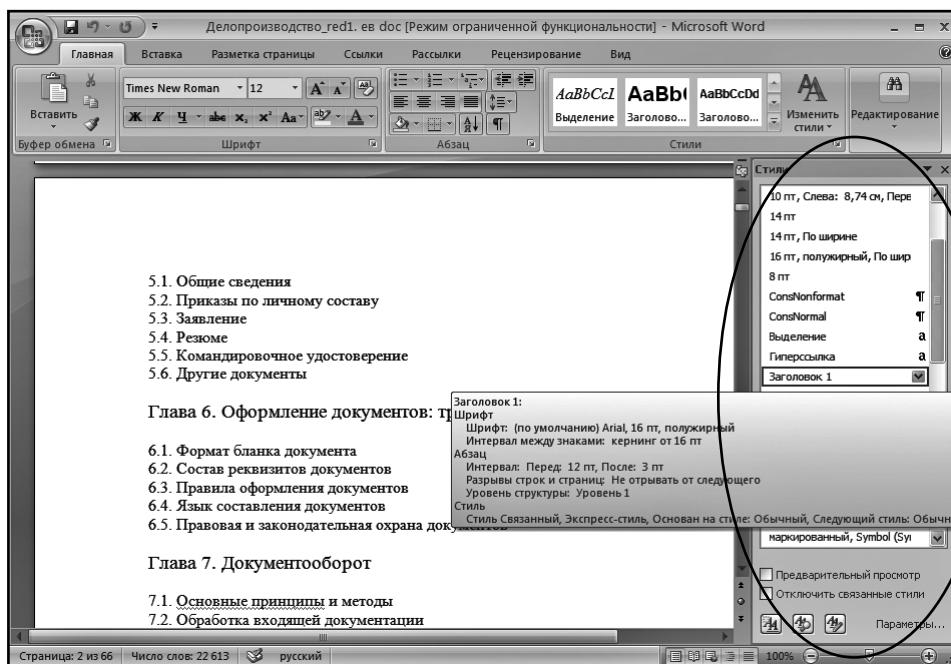 Делопроизводство_red1. ев doc [Режим ограниченной функциональности] - Microsoft Word
Главная Вставка Разметка страницы Ссылки Рассылки Рецензирование Вид
Times New Roman 12
Вставить
Ж К Ч abe x₂ x² Aa ab A
AaBbCcI AaBb AaBbCcDd
Выделение Заголово... Заголово...
Изменить стили
Редактирование
Буфер обмена Шрифт Абзац Стили
Стили
10 пт, Слева: 8,74 см, Перв
14 пт
14 пт, По ширине
16 пт, полужирный, По шир
8 пт
ConsNonformat ¶
ConsNormal ¶
Выделение a
Гиперссылка a
Заголовок 1
5.1. Общие сведения
5.2. Приказы по личному составу
5.3. Заявление
5.4. Резюме
5.5. Командировочное удостоверение
5.6. Другие документы
Глава 6. Оформление документов:
6.1. Формат бланка документа
6.2. Состав реквизитов документов
6.3. Правила оформления документов
6.4. Язык составления документов
6.5. Правовая и законодательная охрана
Глава 7. Документооборот
7.1. Основные принципы и методы
7.2. Обработка входящей документации
Заголовок 1:
Шрифт
Шрифт: (по умолчанию) Arial, 16 пт, полужирный
Интервал между знаками: кернинг от 16 пт
Абзац
Интервал: Перед: 12 пт, После: 3 пт
Разрывы строк и страниц: Не отрывать от следующего
Уровень структуры: Уровень 1
Стиль
Стиль Связанный, Экспресс-стиль, Основан на стиле: Обычный, Следующий стиль: Обычн
маркированный, Symbol (Syı
Предварительный просмотр
Отключить связанные стили
Параметры...
Страница: 2 из 66 Число слов: 22 613 русский 100%